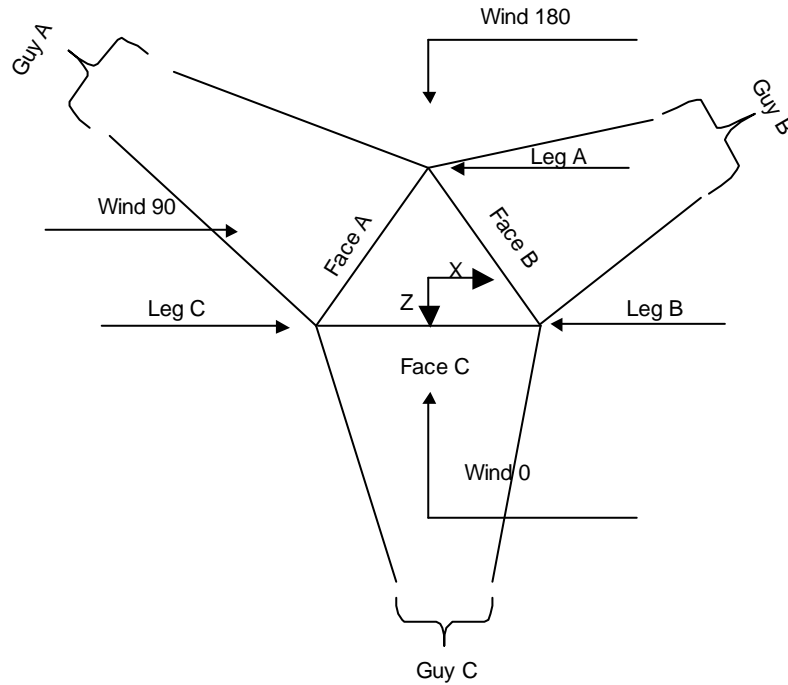 Wind 180
Guy A
Guy B
Leg A
Wind 90
Face A
Face B
X
Z
Leg C
Leg B
Face C
Wind 0
Guy C